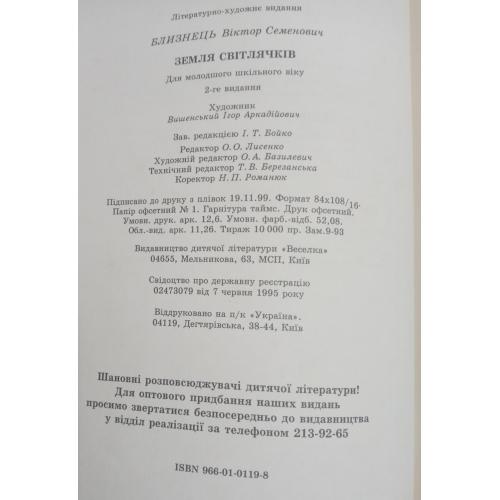 Літературно-художнє видання
БЛИЗНЕЦЬ Віктор Семенович
ЗЕМЛЯ СВІТЛЯЧКІВ
Для молодшого шкільного віку
2-ге видання
Художник
Вишенський Ігор Аркадійович
Зав. редакцією І. Т. Бойко
Редактор О. О. Лисенко
Художній редактор О. А. Базилевич
Технічний редактор Т. В. Березанська
Коректор Н. П. Романюк
Підписано до друку з плівок 19.11.99. Формат 84х108/16.
Папір офсетний № 1. Гарнітура таймс. Друк офсетний.
Умовн. друк. арк. 12,6. Умовн. фарб.-відб. 52,08.
Обл.-вид. арк. 11,26. Тираж 10 000 пр. Зам.9-93
Видавництво дитячої літератури «Веселка»
04655, Мельникова, 63, МСП, Київ
Свідоцтво про державну реєстрацію
02473079 від 7 червня 1995 року
Віддруковано на п/к «Україна».
04119, Дегтярівська, 38-44, Київ
Шановні розповсюджувачі дитячої літератури!
Для оптового придбання наших видань
просимо звертатися безпосередньо до видавництва
у відділ реалізації за телефоном 213-92-65
ISBN 966-01-0119-8